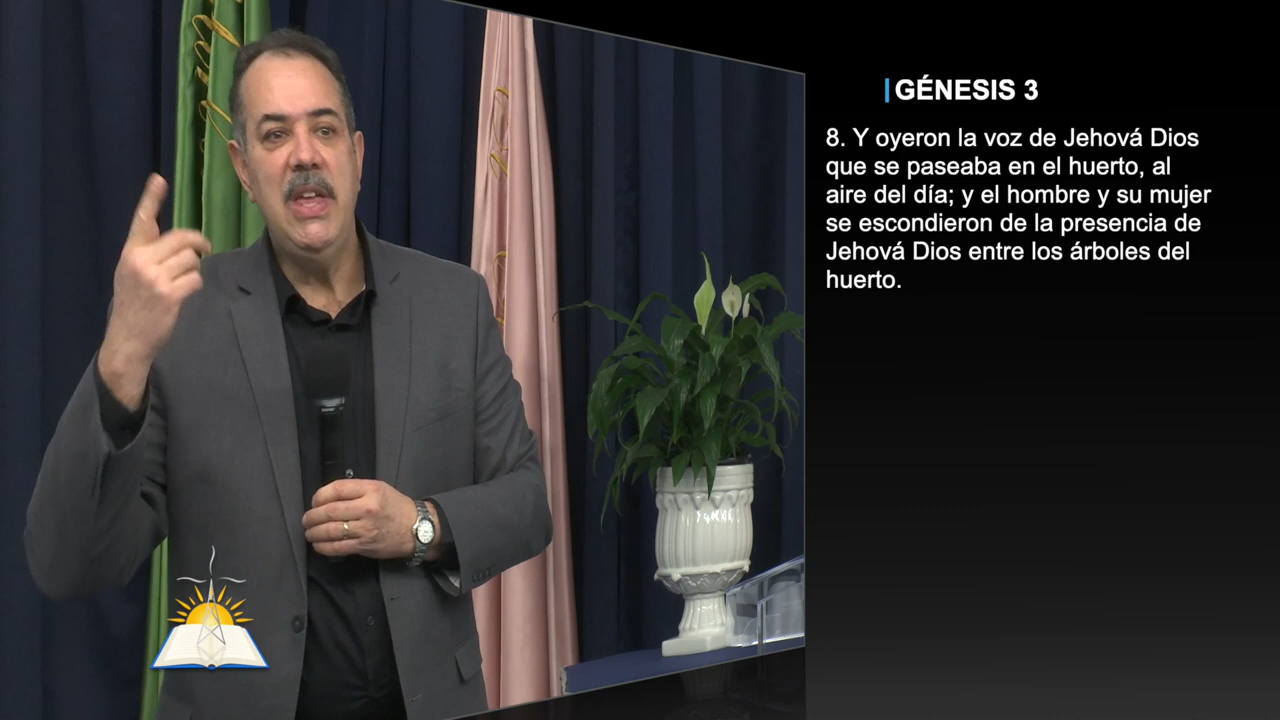 GÉNESIS 3
8. Y oyeron la voz de Jehová Dios
que se paseaba en el huerto, al
aire del día; y el hombre y su mujer
se escondieron de la presencia de
Jehová Dios entre los árboles del
huerto.